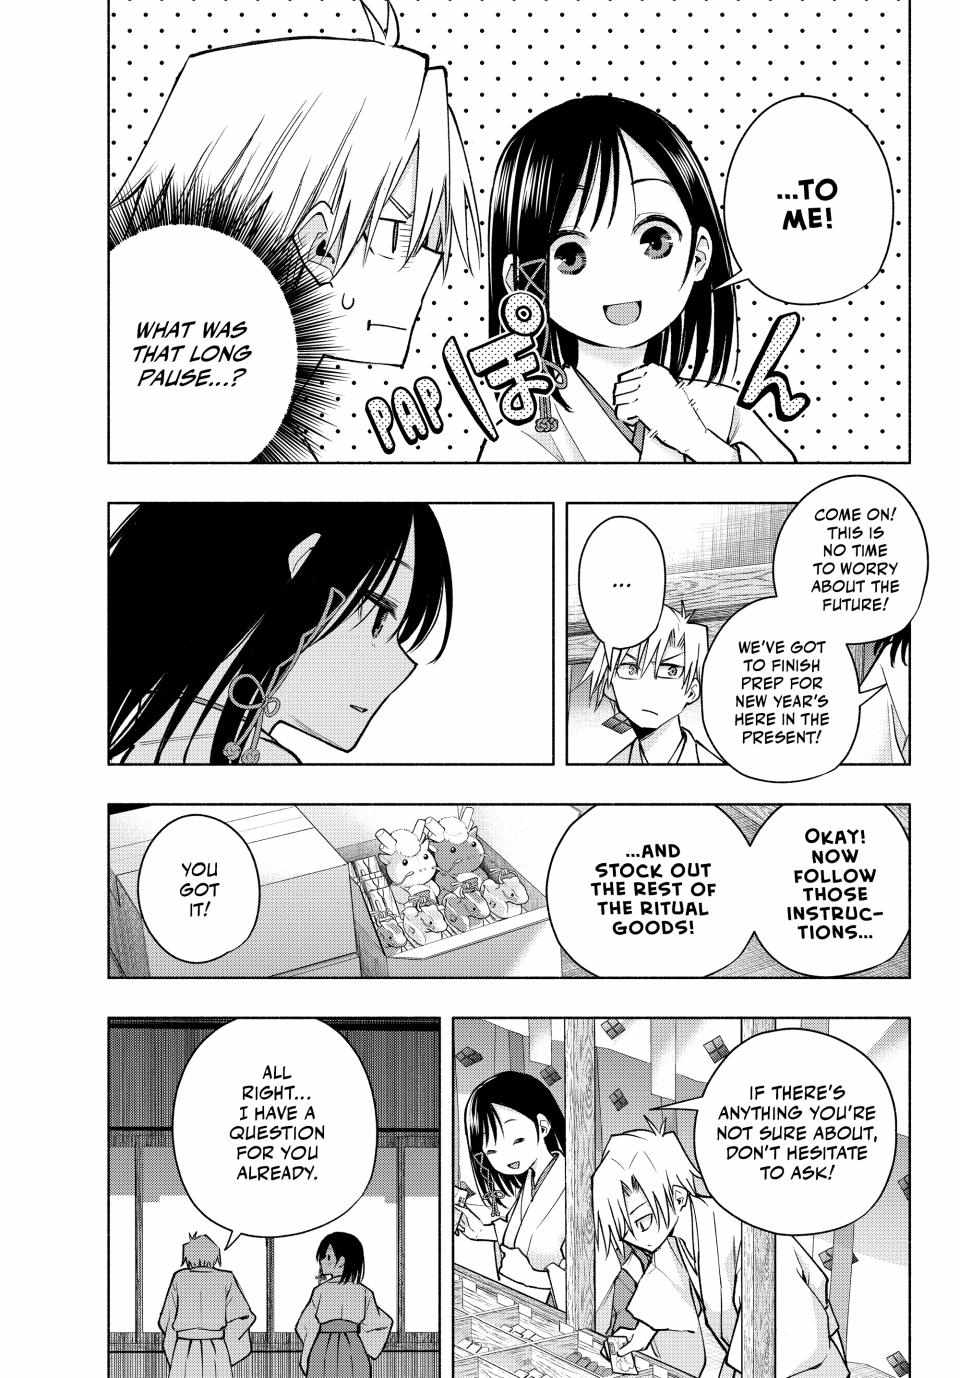 ...TO
ME!
PAP
ぽーん
WHAT WAS
THAT LONG
PAUSE...?
COME ON!
THIS IS
NO TIME
TO WORRY
ABOUT THE
FUTURE!
WE'VE GOT
TO FINISH
PREP FOR
NEW YEAR'S
HERE IN THE
PRESENT!
...
OKAY!
NOW
FOLLOW
THOSE
INSTRUC-
TIONS...
...AND
STOCK OUT
THE REST OF
THE RITUAL
GOODS!
YOU
GOT
IT!
IF THERE'S
ANYTHING YOU'RE
NOT SURE ABOUT,
DON'T HESITATE
TO ASK!
ALL
RIGHT...
I HAVE A
QUESTION
FOR YOU
ALREADY.